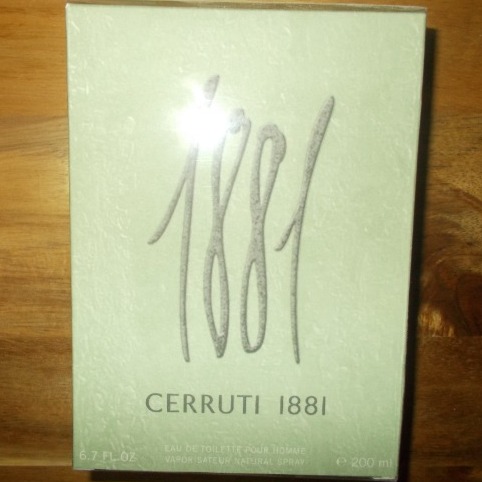 1881
CERRUTI 1881
EAU DE TOILETTE POUR HOMME
6.7 FL. OZ VAPORISATEUR NATURAL SPRAY ℮ 200 ml